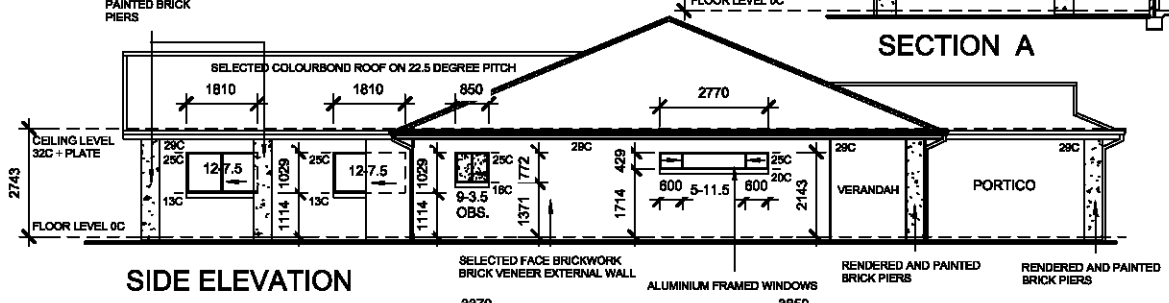 PAINTED BRICK
PIERS
FLOOR LEVEL 0C
SECTION A
SELECTED COLOURBOND ROOF ON 22.5 DEGREE PITCH
1810
1810
850
2770
CEILING LEVEL
32C + PLATE
2743
29C
25C
12-7.5
13C
1029
1114
25C
12-7.5
13C
1029
1114
25C
16C
9-3.5
OBS.
772
1371
29C
429
1714
25C
20C
600
5-11.5
600
2143
29C
VERANDAH
29C
PORTICO
FLOOR LEVEL 0C
SIDE ELEVATION
SELECTED FACE BRICKWORK
BRICK VENEER EXTERNAL WALL
ALUMINIUM FRAMED WINDOWS
RENDERED AND PAINTED
BRICK PIERS
RENDERED AND PAINTED
BRICK PIERS